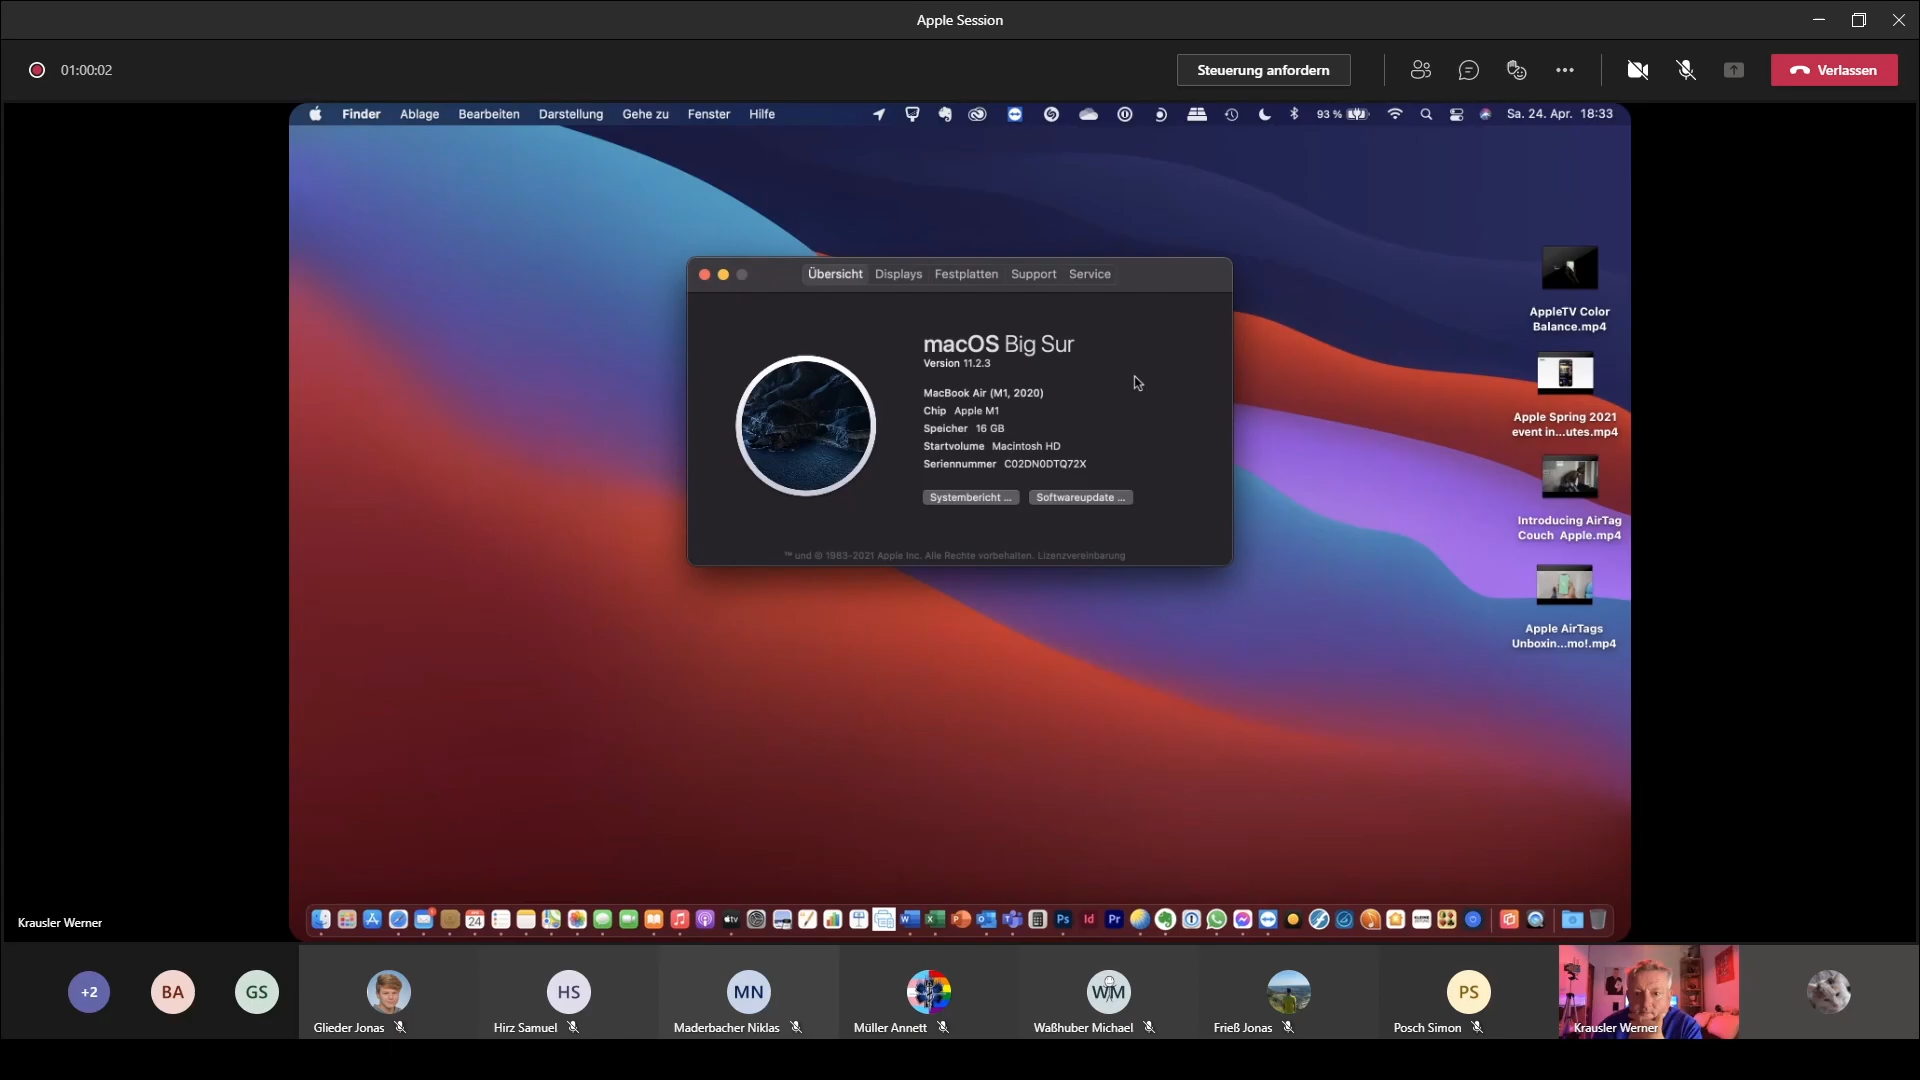 Apple Session
01:00:02
Steuerung anfordern
Verlassen
Finder Ablage Bearbeiten Darstellung Gehe zu Fenster Hilfe
93 %
Sa. 24. Apr. 18:33
Übersicht Displays Festplatten Support Service
macOS Big Sur
Version 11.2.3
MacBook Air (M1, 2020)
Chip Apple M1
Speicher 16 GB
Startvolume Macintosh HD
Seriennummer C02DN0DTQ72X
Systembericht ... Softwareupdate ...
™ und © 1983-2021 Apple Inc. Alle Rechte vorbehalten. Lizenzvereinbarung
AppleTV Color
Balance.mp4
Apple Spring 2021
event in...utes.mp4
Introducing AirTag
Couch Apple.mp4
Apple AirTags
Unboxin...mo!.mp4
24
tv
W
X
P
Ps
Id
Pr
Krausler Werner
+2
BA
GS
Glieder Jonas
HS
Hirz Samuel
MN
Maderbacher Niklas
Müller Annett
WM
Waßhuber Michael
Frieß Jonas
PS
Posch Simon
Krausler Werner